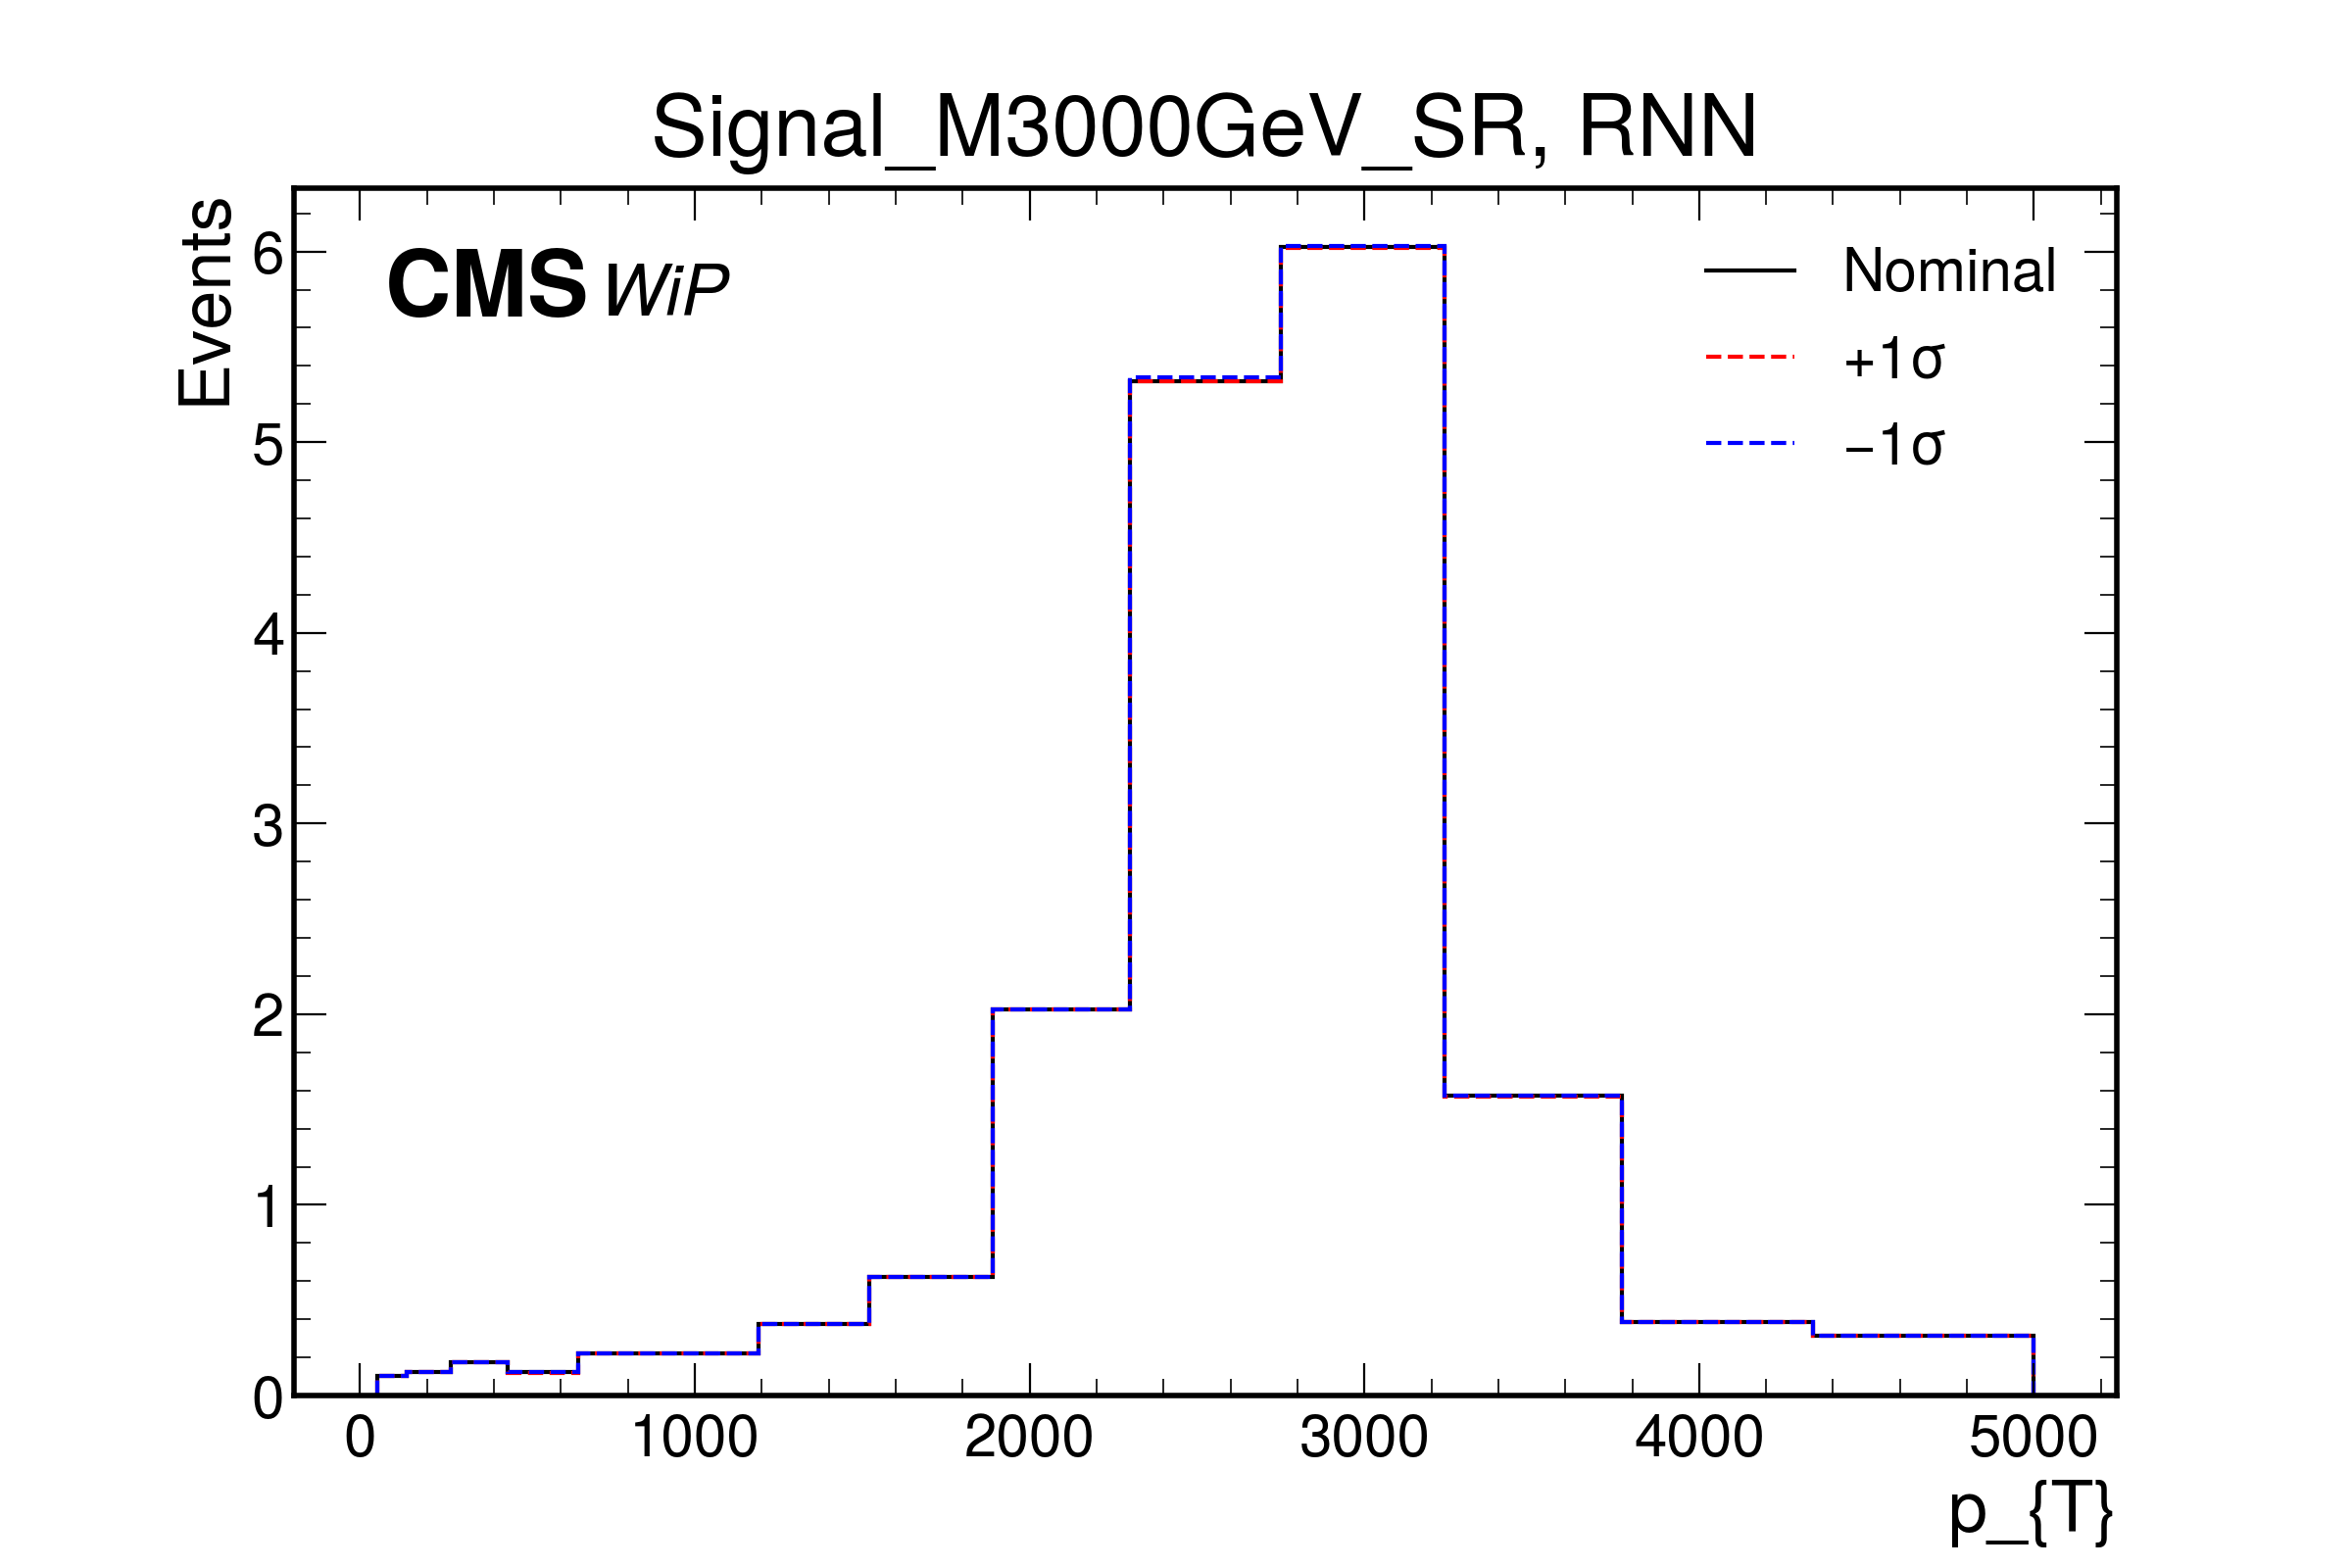 Signal_M3000GeV_SR, RNN
Events
CMS WiP
Nominal
+1σ
−1σ
6
5
4
3
2
1
0
0 1000 2000 3000 4000 5000
p_{T}